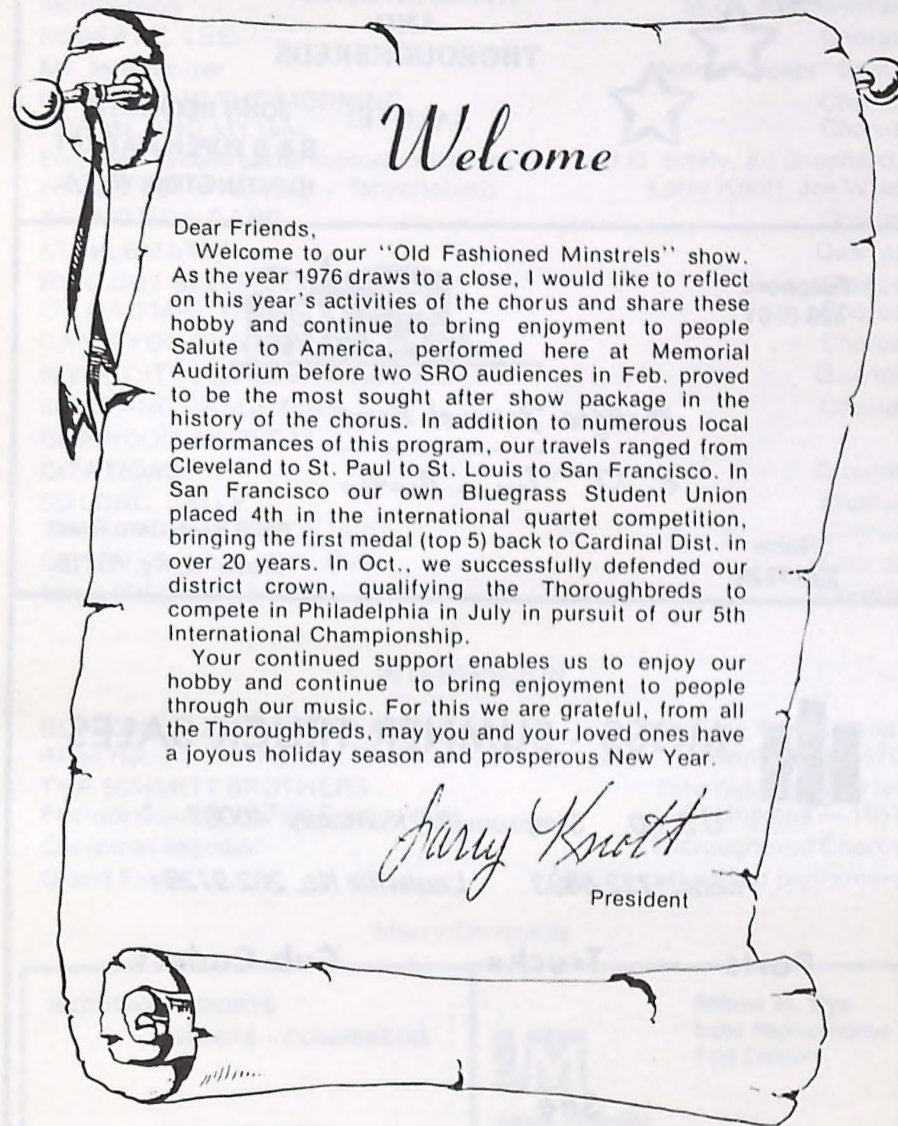 Welcome
Dear Friends,
Welcome to our "Old Fashioned Minstrels" show.
As the year 1976 draws to a close, I would like to reflect
on this year's activities of the chorus and share these
hobby and continue to bring enjoyment to people
Salute to America, performed here at Memorial
Auditorium before two SRO audiences in Feb. proved
to be the most sought after show package in the
history of the chorus. In addition to numerous local
performances of this program, our travels ranged from
Cleveland to St. Paul to St. Louis to San Francisco. In
San Francisco our own Bluegrass Student Union
placed 4th in the international quartet competition,
bringing the first medal (top 5) back to Cardinal Dist. in
over 20 years. In Oct., we successfully defended our
district crown, qualifying the Thoroughbreds to
compete in Philadelphia in July in pursuit of our 5th
International Championship.
Your continued support enables us to enjoy our
hobby and continue to bring enjoyment to people
through our music. For this we are grateful, from all
the Thoroughbreds, may you and your loved ones have
a joyous holiday season and prosperous New Year.
Larry Knott
President